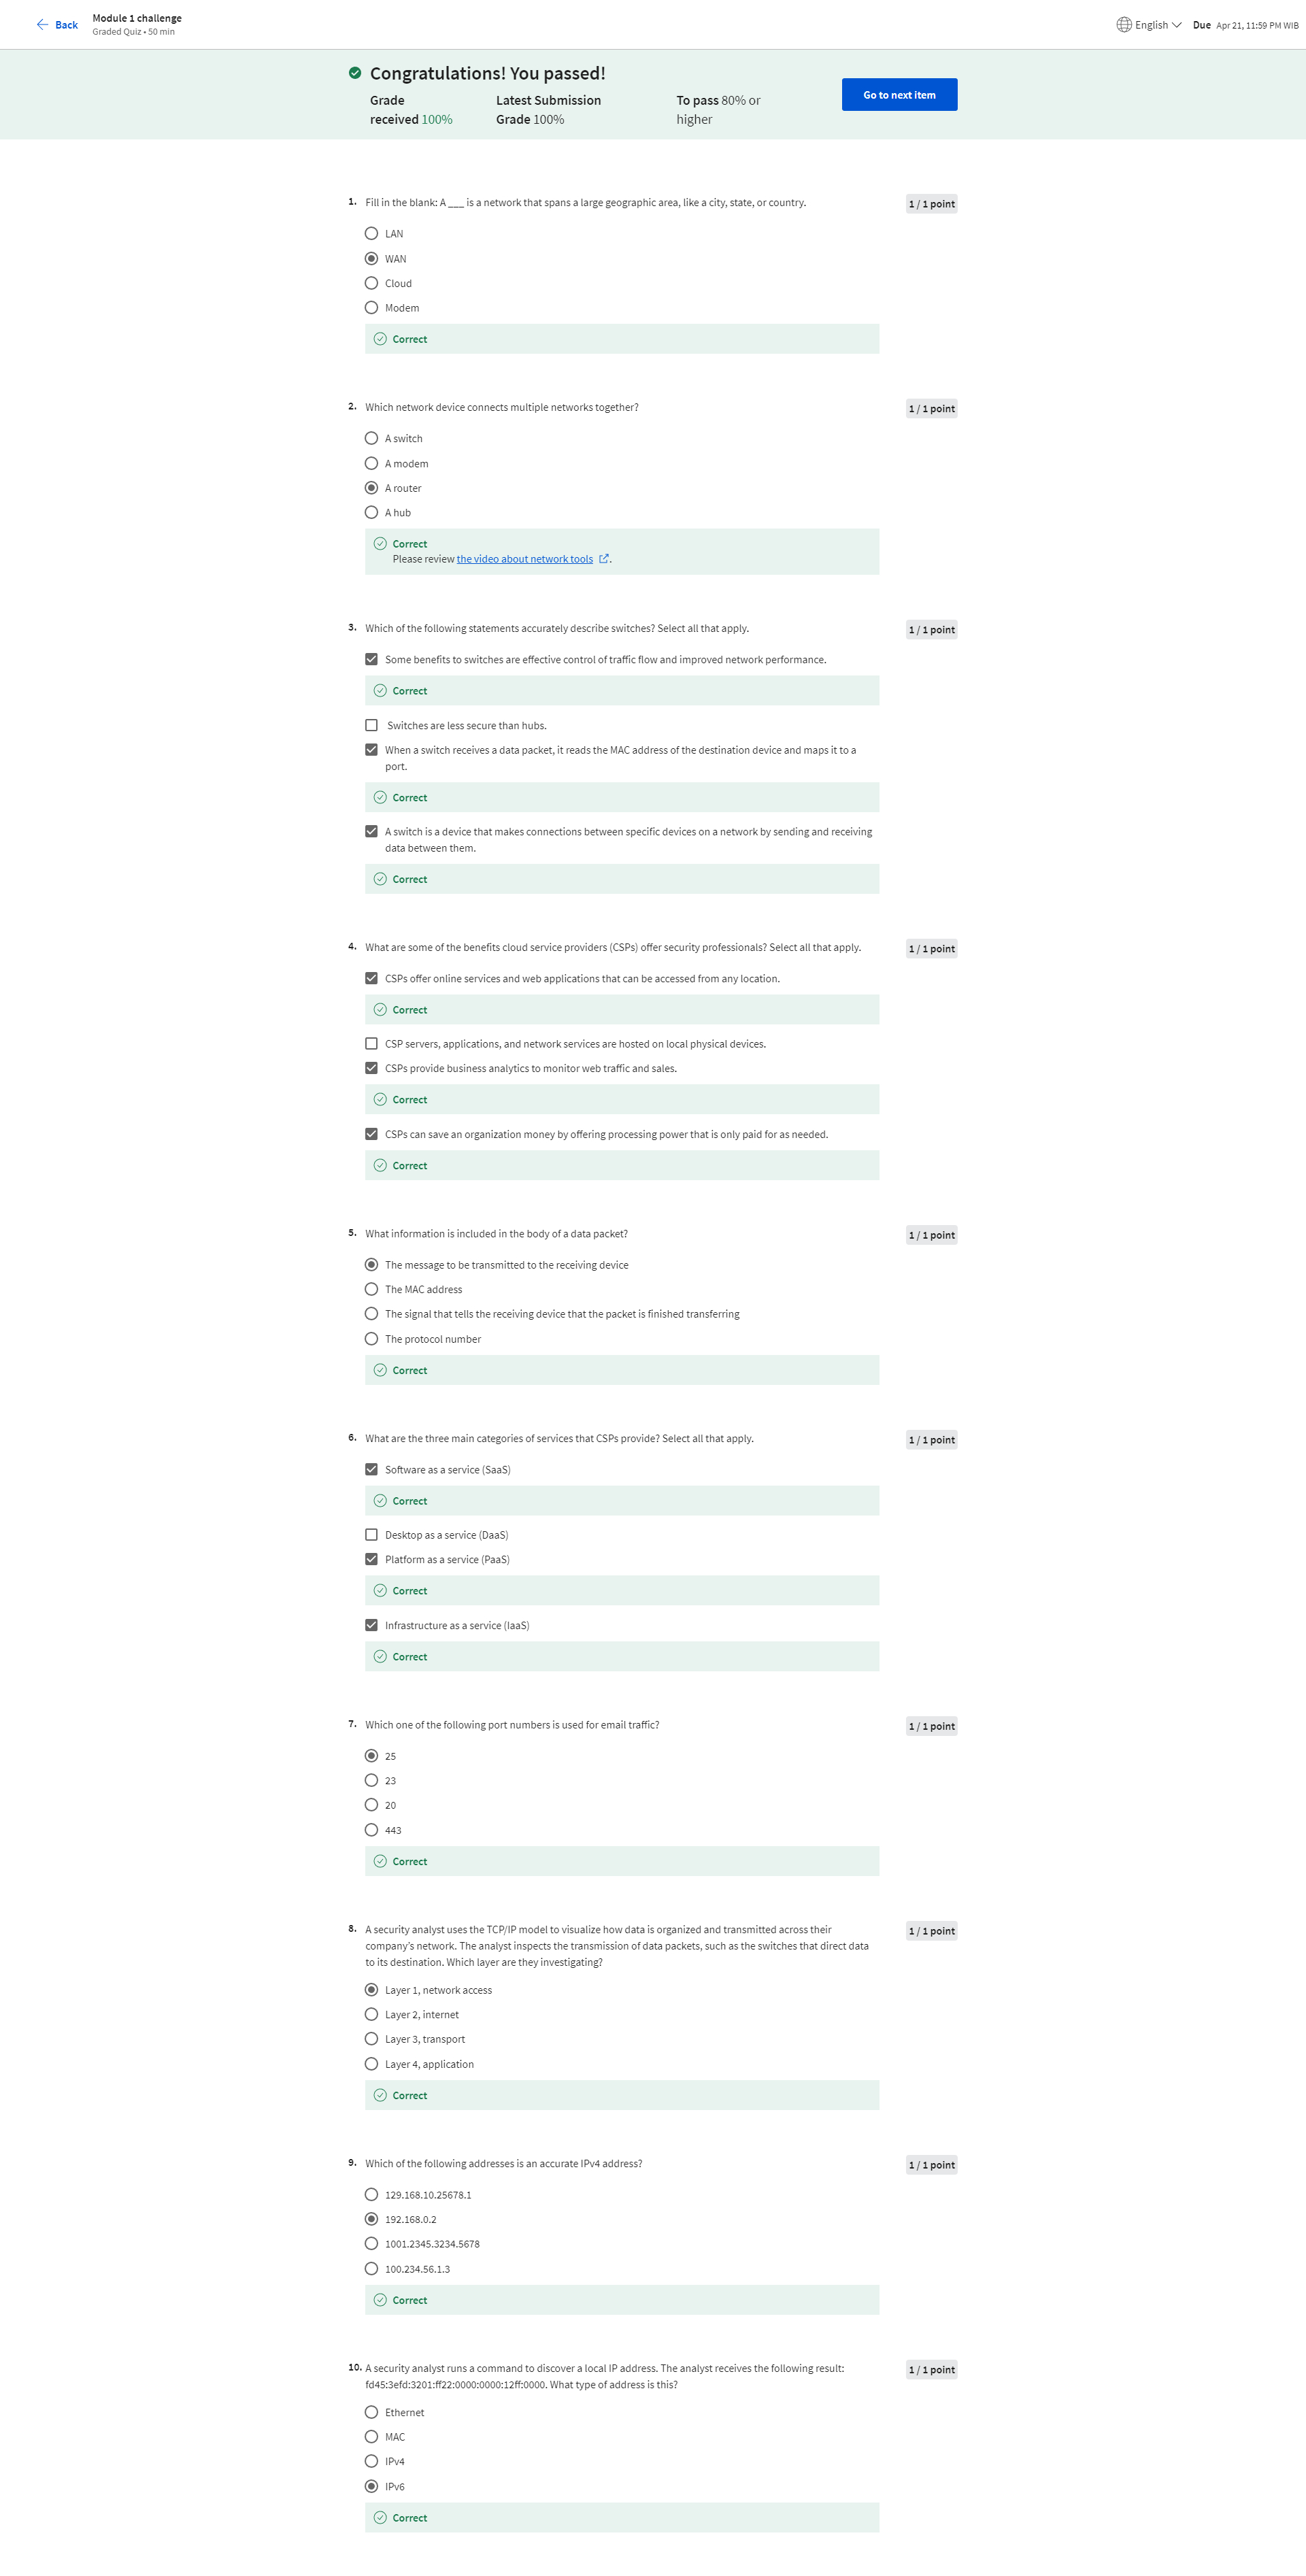 Back
Module 1 challenge
Graded Quiz • 50 min
English
Due Apr 21, 11:59 PM WIB
Congratulations! You passed!
Grade
received 100%
Latest Submission
Grade 100%
To pass 80% or
higher
Go to next item
1. Fill in the blank: A ___ is a network that spans a large geographic area, like a city, state, or country.
1 / 1 point
LAN
WAN
Cloud
Modem
Correct
2. Which network device connects multiple networks together?
1 / 1 point
A switch
A modem
A router
A hub
Correct
Please review the video about network tools .
3. Which of the following statements accurately describe switches? Select all that apply.
1 / 1 point
Some benefits to switches are effective control of traffic flow and improved network performance.
Correct
Switches are less secure than hubs.
When a switch receives a data packet, it reads the MAC address of the destination device and maps it to a
port.
Correct
A switch is a device that makes connections between specific devices on a network by sending and receiving
data between them.
Correct
4. What are some of the benefits cloud service providers (CSPs) offer security professionals? Select all that apply.
1 / 1 point
CSPs offer online services and web applications that can be accessed from any location.
Correct
CSP servers, applications, and network services are hosted on local physical devices.
CSPs provide business analytics to monitor web traffic and sales.
Correct
CSPs can save an organization money by offering processing power that is only paid for as needed.
Correct
5. What information is included in the body of a data packet?
1 / 1 point
The message to be transmitted to the receiving device
The MAC address
The signal that tells the receiving device that the packet is finished transferring
The protocol number
Correct
6. What are the three main categories of services that CSPs provide? Select all that apply.
1 / 1 point
Software as a service (SaaS)
Correct
Desktop as a service (DaaS)
Platform as a service (PaaS)
Correct
Infrastructure as a service (IaaS)
Correct
7. Which one of the following port numbers is used for email traffic?
1 / 1 point
25
23
20
443
Correct
8. A security analyst uses the TCP/IP model to visualize how data is organized and transmitted across their
company's network. The analyst inspects the transmission of data packets, such as the switches that direct data
to its destination. Which layer are they investigating?
1 / 1 point
Layer 1, network access
Layer 2, internet
Layer 3, transport
Layer 4, application
Correct
9. Which of the following addresses is an accurate IPv4 address?
1 / 1 point
129.168.10.25678.1
192.168.0.2
1001.2345.3234.5678
100.234.56.1.3
Correct
10. A security analyst runs a command to discover a local IP address. The analyst receives the following result:
fd45:3efd:3201:ff22:0000:0000:12ff:0000. What type of address is this?
1 / 1 point
Ethernet
MAC
IPv4
IPv6
Correct